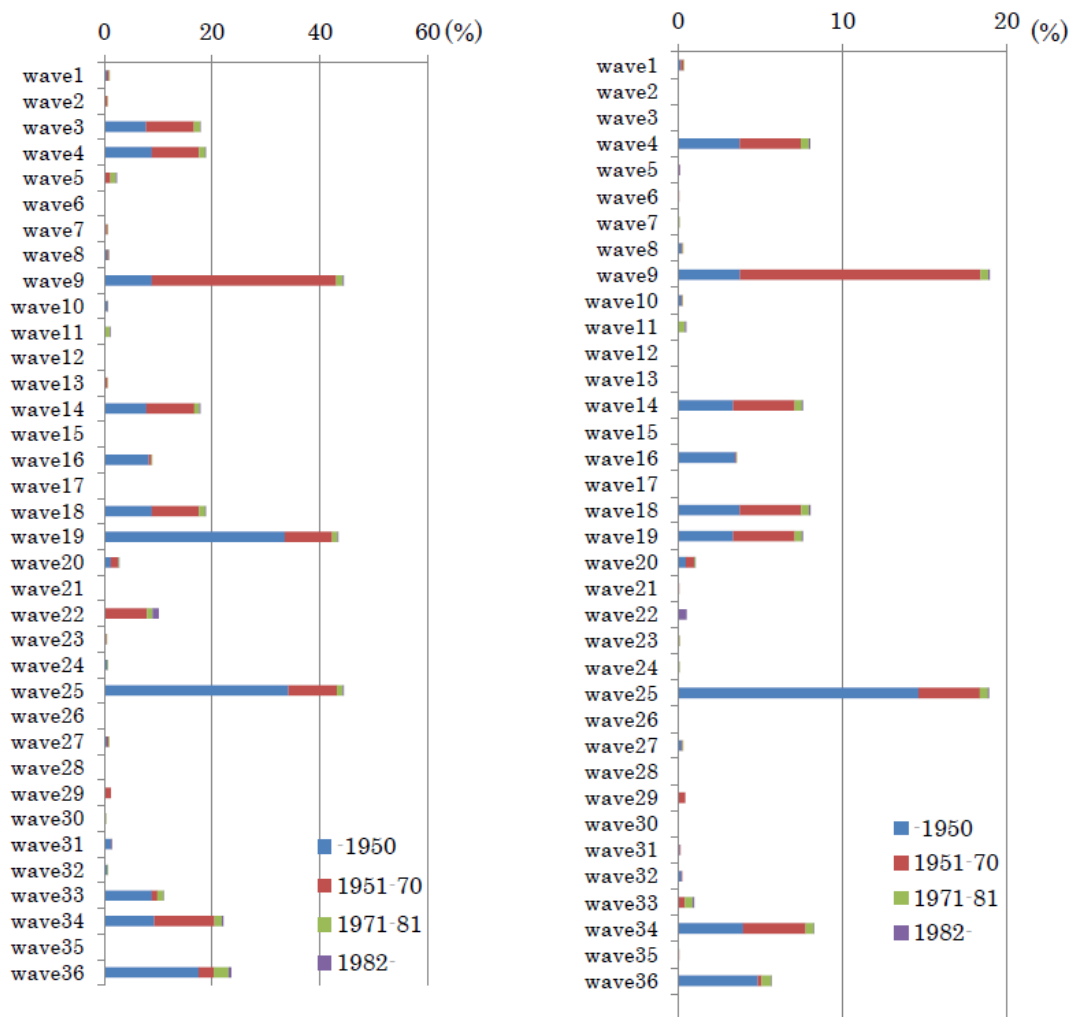 0 20 40 60 (%)
wave1
wave2
wave3
wave4
wave5
wave6
wave7
wave8
wave9
wave10
wave11
wave12
wave13
wave14
wave15
wave16
wave17
wave18
wave19
wave20
wave21
wave22
wave23
wave24
wave25
wave26
wave27
wave28
wave29
wave30
wave31
wave32
wave33
wave34
wave35
wave36
-1950
1951-70
1971-81
1982-
0 10 20 (%)
wave1
wave2
wave3
wave4
wave5
wave6
wave7
wave8
wave9
wave10
wave11
wave12
wave13
wave14
wave15
wave16
wave17
wave18
wave19
wave20
wave21
wave22
wave23
wave24
wave25
wave26
wave27
wave28
wave29
wave30
wave31
wave32
wave33
wave34
wave35
wave36
-1950
1951-70
1971-81
1982-